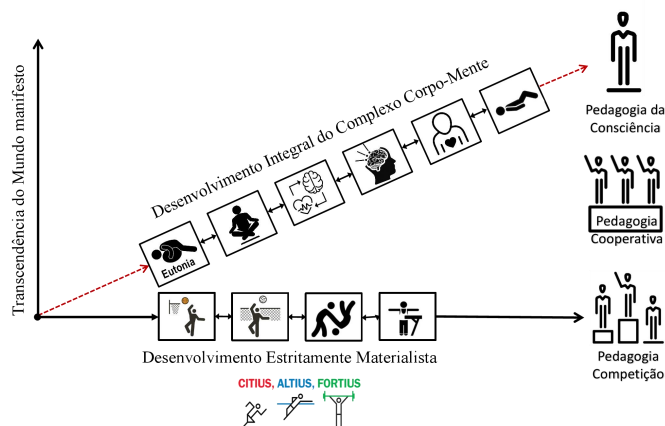 Transcendência do Mundo manifesto
Desenvolvimento Integral do Complexo Corpo-Mente
Eutonia
Desenvolvimento Estritamente Materialista
CITIUS, ALTIUS, FORTIUS
Pedagogia da
Consciência
Pedagogia
Cooperativa
Pedagogia
Competição